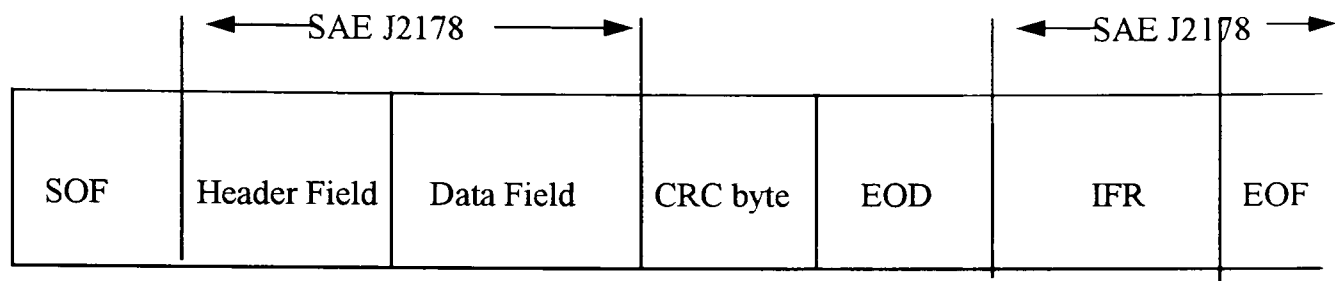 SAE J2178 SAE J2178
SOF Header Field Data Field CRC byte EOD IFR EOF